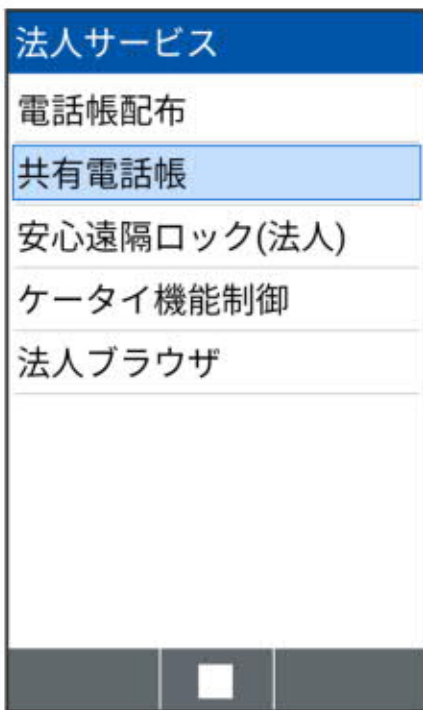 法人サービス
電話帳配布
共有電話帳
安心遠隔ロック(法人)
ケータイ機能制御
法人ブラウザ